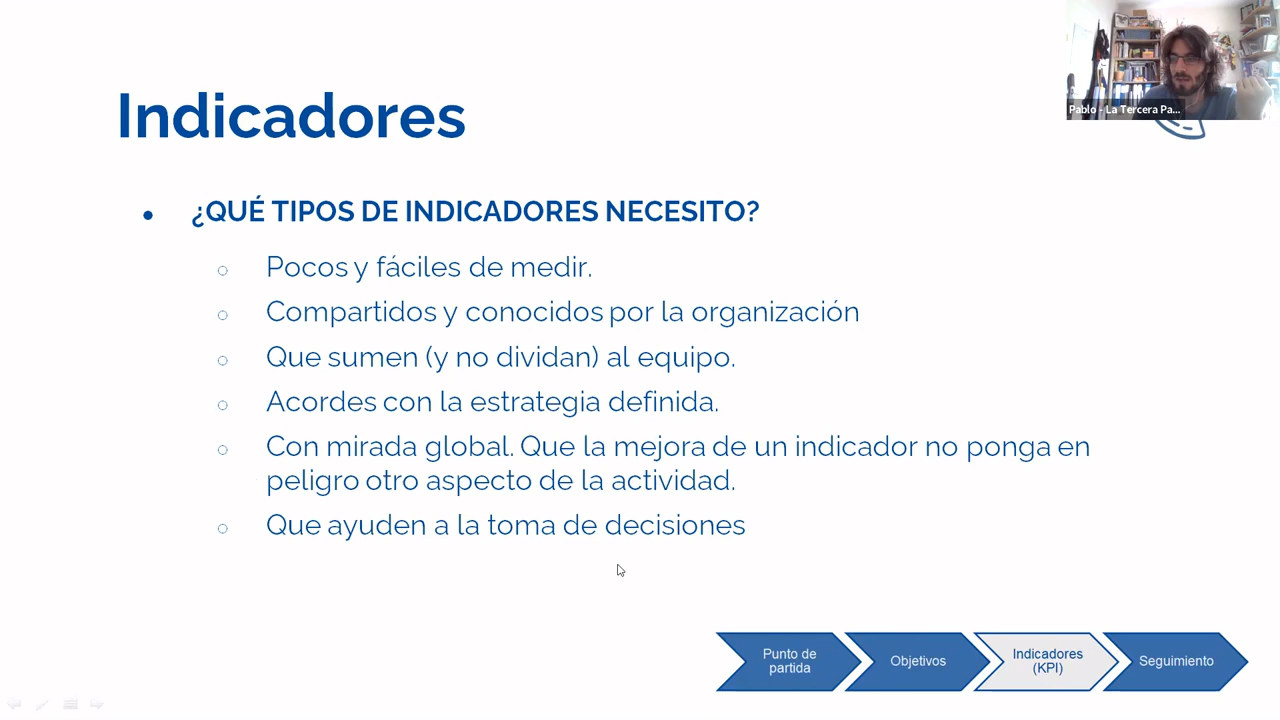 Pablo - La Tercera Pa...
Indicadores
¿QUÉ TIPOS DE INDICADORES NECESITO?
Pocos y fáciles de medir.
Compartidos y conocidos por la organización
Que sumen (y no dividan) al equipo.
Acordes con la estrategia definida.
Con mirada global. Que la mejora de un indicador no ponga en
peligro otro aspecto de la actividad.
Que ayuden a la toma de decisiones
Punto de
partida
Objetivos
Indicadores
(KPI)
Seguimiento